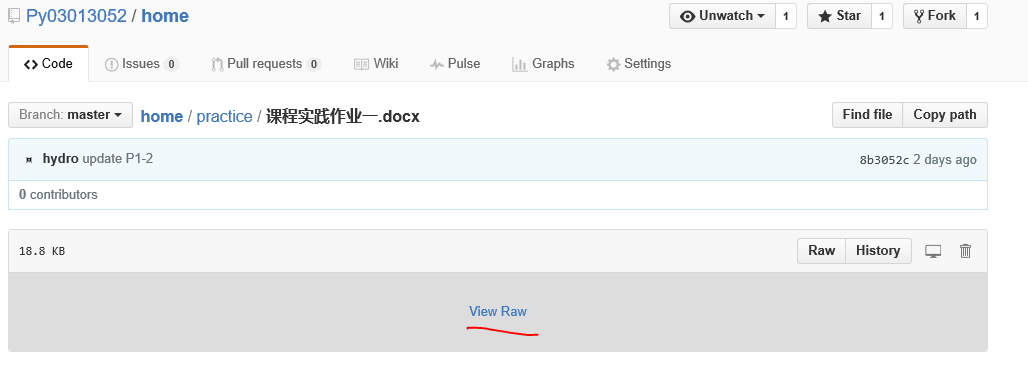 Py03013052 / home Unwatch 1 Star 1 Fork 1
Code Issues 0 Pull requests 0 Wiki Pulse Graphs Settings
Branch: master home / practice / 课程实践作业一.docx Find file Copy path
hydro update P1-2 8b3052c 2 days ago
0 contributors
18.8 KB Raw History
View Raw